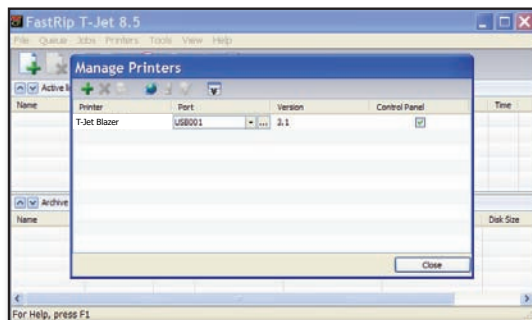 FastRip T-Jet 8.5
File Queue Jobs Printers Tools View Help
Manage Printers
Active
Name
Time
Printer Port Version Control Panel
T-Jet Blazer USB001 ... 3.1
Archive
Name
Disk Size
Close
For Help, press F1